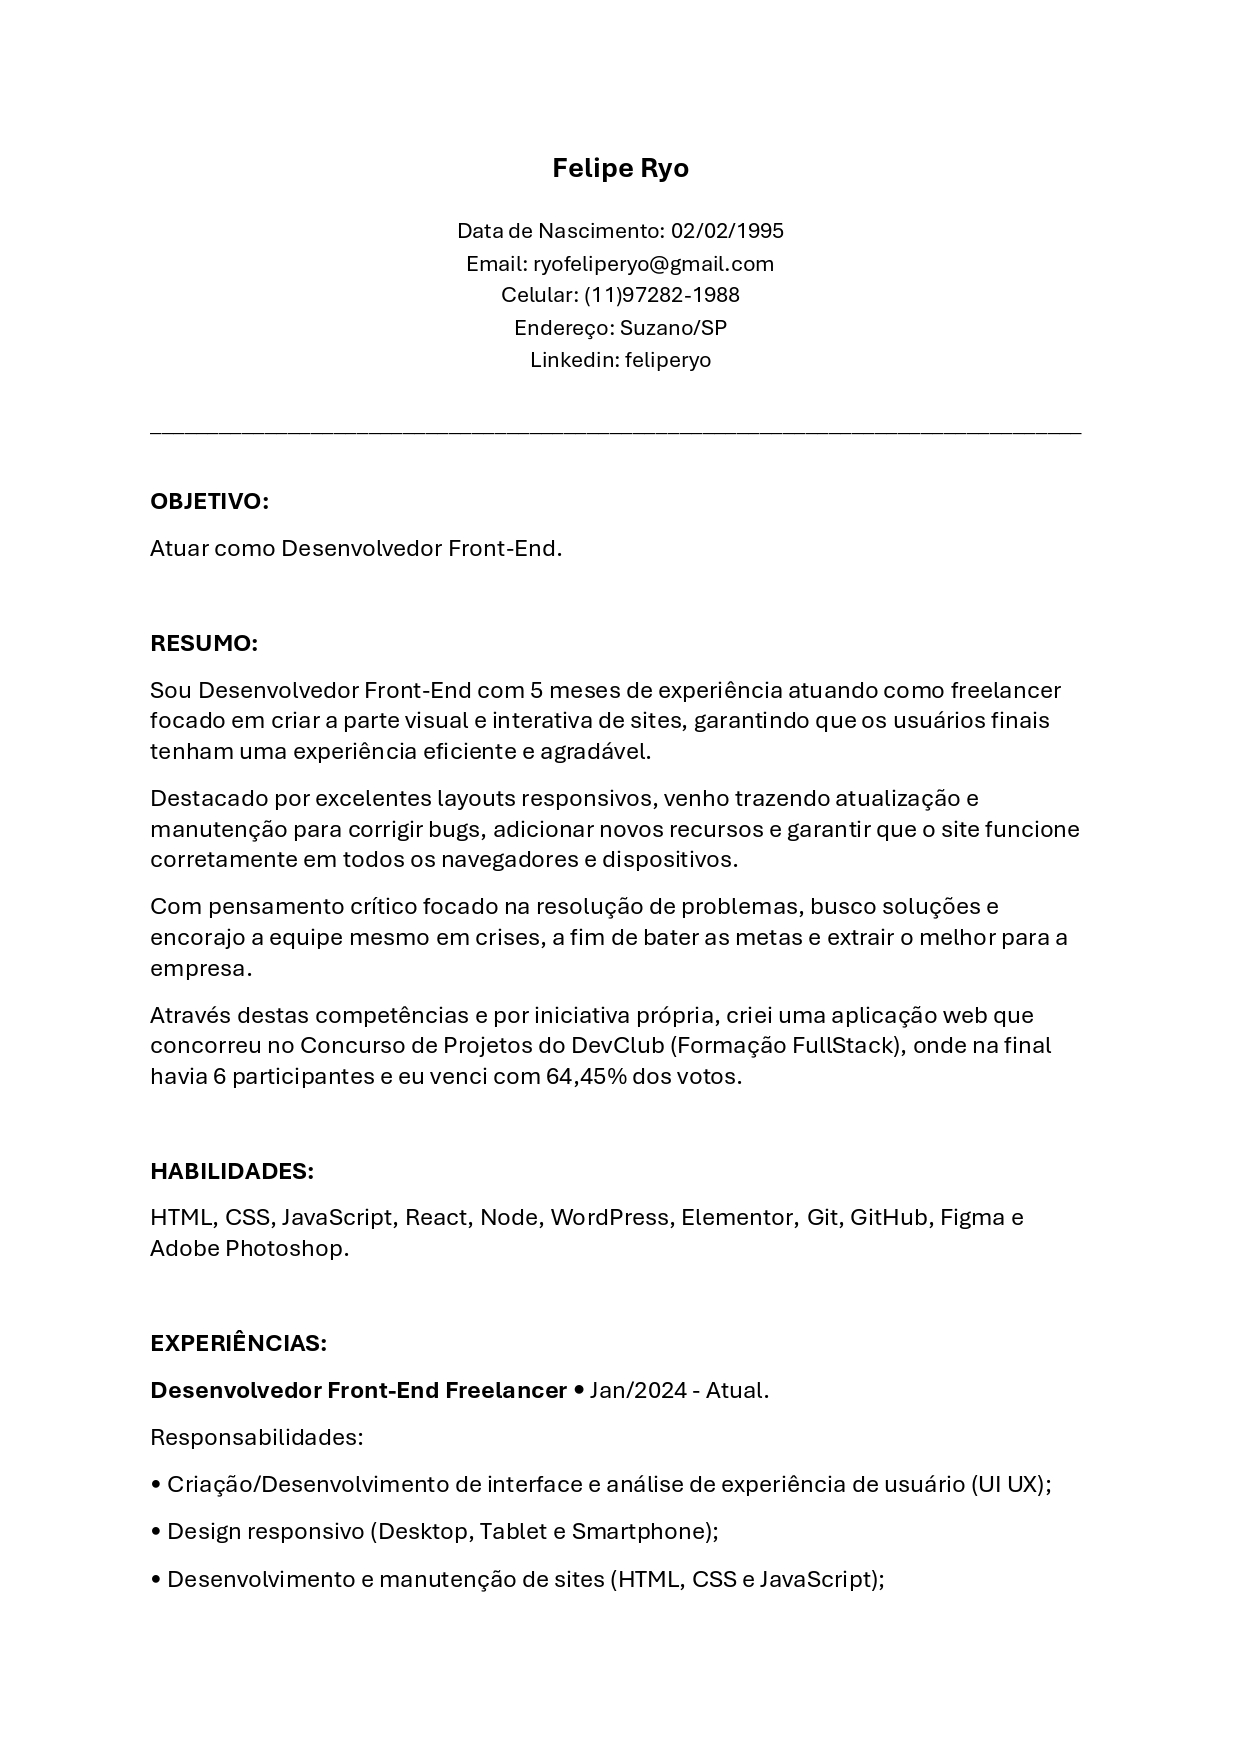 Felipe Ryo
Data de Nascimento: 02/02/1995
Email: ryofeliperyo@gmail.com
Celular: (11)97282-1988
Endereço: Suzano/SP
Linkedin: feliperyo
OBJETIVO:
Atuar como Desenvolvedor Front-End.
RESUMO:
Sou Desenvolvedor Front-End com 5 meses de experiência atuando como freelancer
focado em criar a parte visual e interativa de sites, garantindo que os usuários finais
tenham uma experiência eficiente e agradável.
Destacado por excelentes layouts responsivos, venho trazendo atualização e
manutenção para corrigir bugs, adicionar novos recursos e garantir que o site funcione
corretamente em todos os navegadores e dispositivos.
Com pensamento crítico focado na resolução de problemas, busco soluções e
encorajo a equipe mesmo em crises, a fim de bater as metas e extrair o melhor para a
empresa.
Através destas competências e por iniciativa própria, criei uma aplicação web que
concorreu no Concurso de Projetos do DevClub (Formação FullStack), onde na final
havia 6 participantes e eu venci com 64,45% dos votos.
HABILIDADES:
HTML, CSS, JavaScript, React, Node, WordPress, Elementor, Git, GitHub, Figma e
Adobe Photoshop.
EXPERIÊNCIAS:
Desenvolvedor Front-End Freelancer • Jan/2024 - Atual.
Responsabilidades:
• Criação/Desenvolvimento de interface e análise de experiência de usuário (UI UX);
• Design responsivo (Desktop, Tablet e Smartphone);
• Desenvolvimento e manutenção de sites (HTML, CSS e JavaScript);